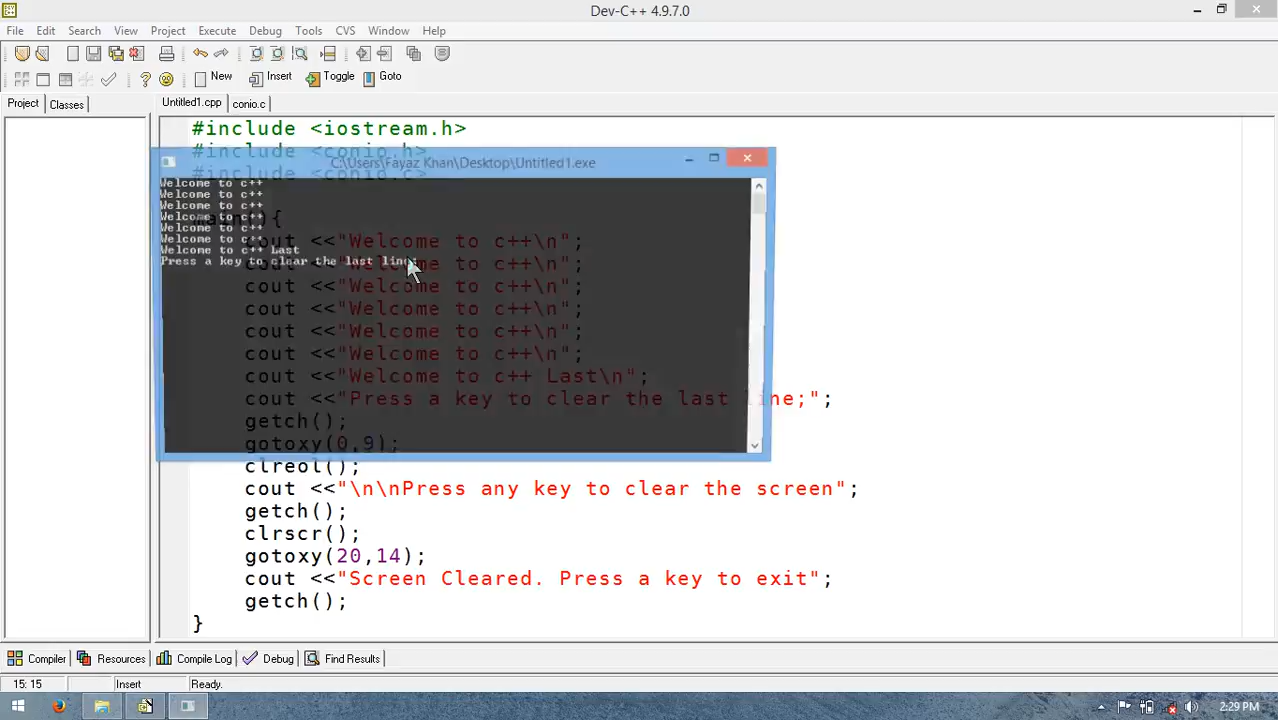 Dev-C++ 4.9.7.0
File Edit Search View Project Execute Debug Tools CVS Window Help
New Insert Toggle Goto
Project Classes Untitled1.cpp conio.c
#include <iostream.h>
#include <conio.h>
C:\Users\Fayaz Khan\Desktop\Untitled1.exe
#include <conio.c>
Welcome to c++
Welcome to c++
Welcome to c++
Welcome to c++
Welcome to c++
Welcome to c++
Welcome to c++ Last
Press a key to clear the last line;
main(){
cout <<"Welcome to c++\n";
cout <<"Welcome to c++\n";
cout <<"Welcome to c++\n";
cout <<"Welcome to c++\n";
cout <<"Welcome to c++\n";
cout <<"Welcome to c++\n";
cout <<"Welcome to c++ Last\n";
cout <<"Press a key to clear the last line;";
getch();
gotoxy(0,9);
clreol();
cout <<"\n\nPress any key to clear the screen";
getch();
clrscr();
gotoxy(20,14);
cout <<"Screen Cleared. Press a key to exit";
getch();
}
Compiler Resources Compile Log Debug Find Results
15: 15 Insert Ready.
2:29 PM